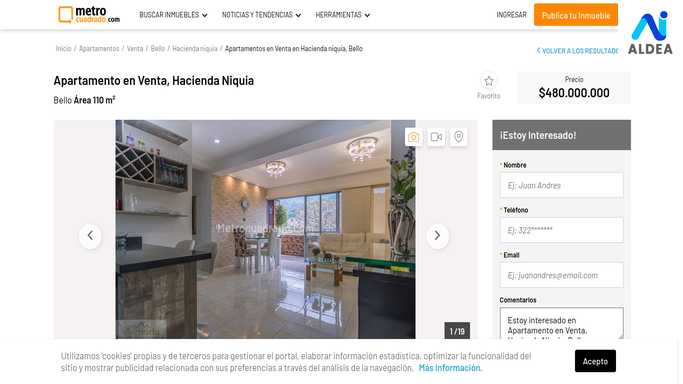 metro
cuadrado.com
BUSCAR INMUEBLES
NOTICIAS Y TENDENCIAS
HERRAMIENTAS
INGRESAR
Publica tu Inmueble
ALDEA
Inicio / Apartamentos / Venta / Bello / Hacienda niquia / Apartamentos en Venta en Hacienda niquia, Bello
VOLVER A LOS RESULTADO
Apartamento en Venta, Hacienda Niquia
Bello Área 110 m²
Favorito
Precio
$480.000.000
Metrocuadrado.com
1 / 19
¡Estoy Interesado!
* Nombre
Ej: Juan Andres
* Teléfono
Ej: 322*******
* Email
Ej: juanandres@email.com
Comentarios
Estoy interesado en
Apartamento en Venta,
Utilizamos 'cookies' propias y de terceros para gestionar el portal, elaborar información estadística, optimizar la funcionalidad del
sitio y mostrar publicidad relacionada con sus preferencias a través del análisis de la navegación. Más información.
Acepto